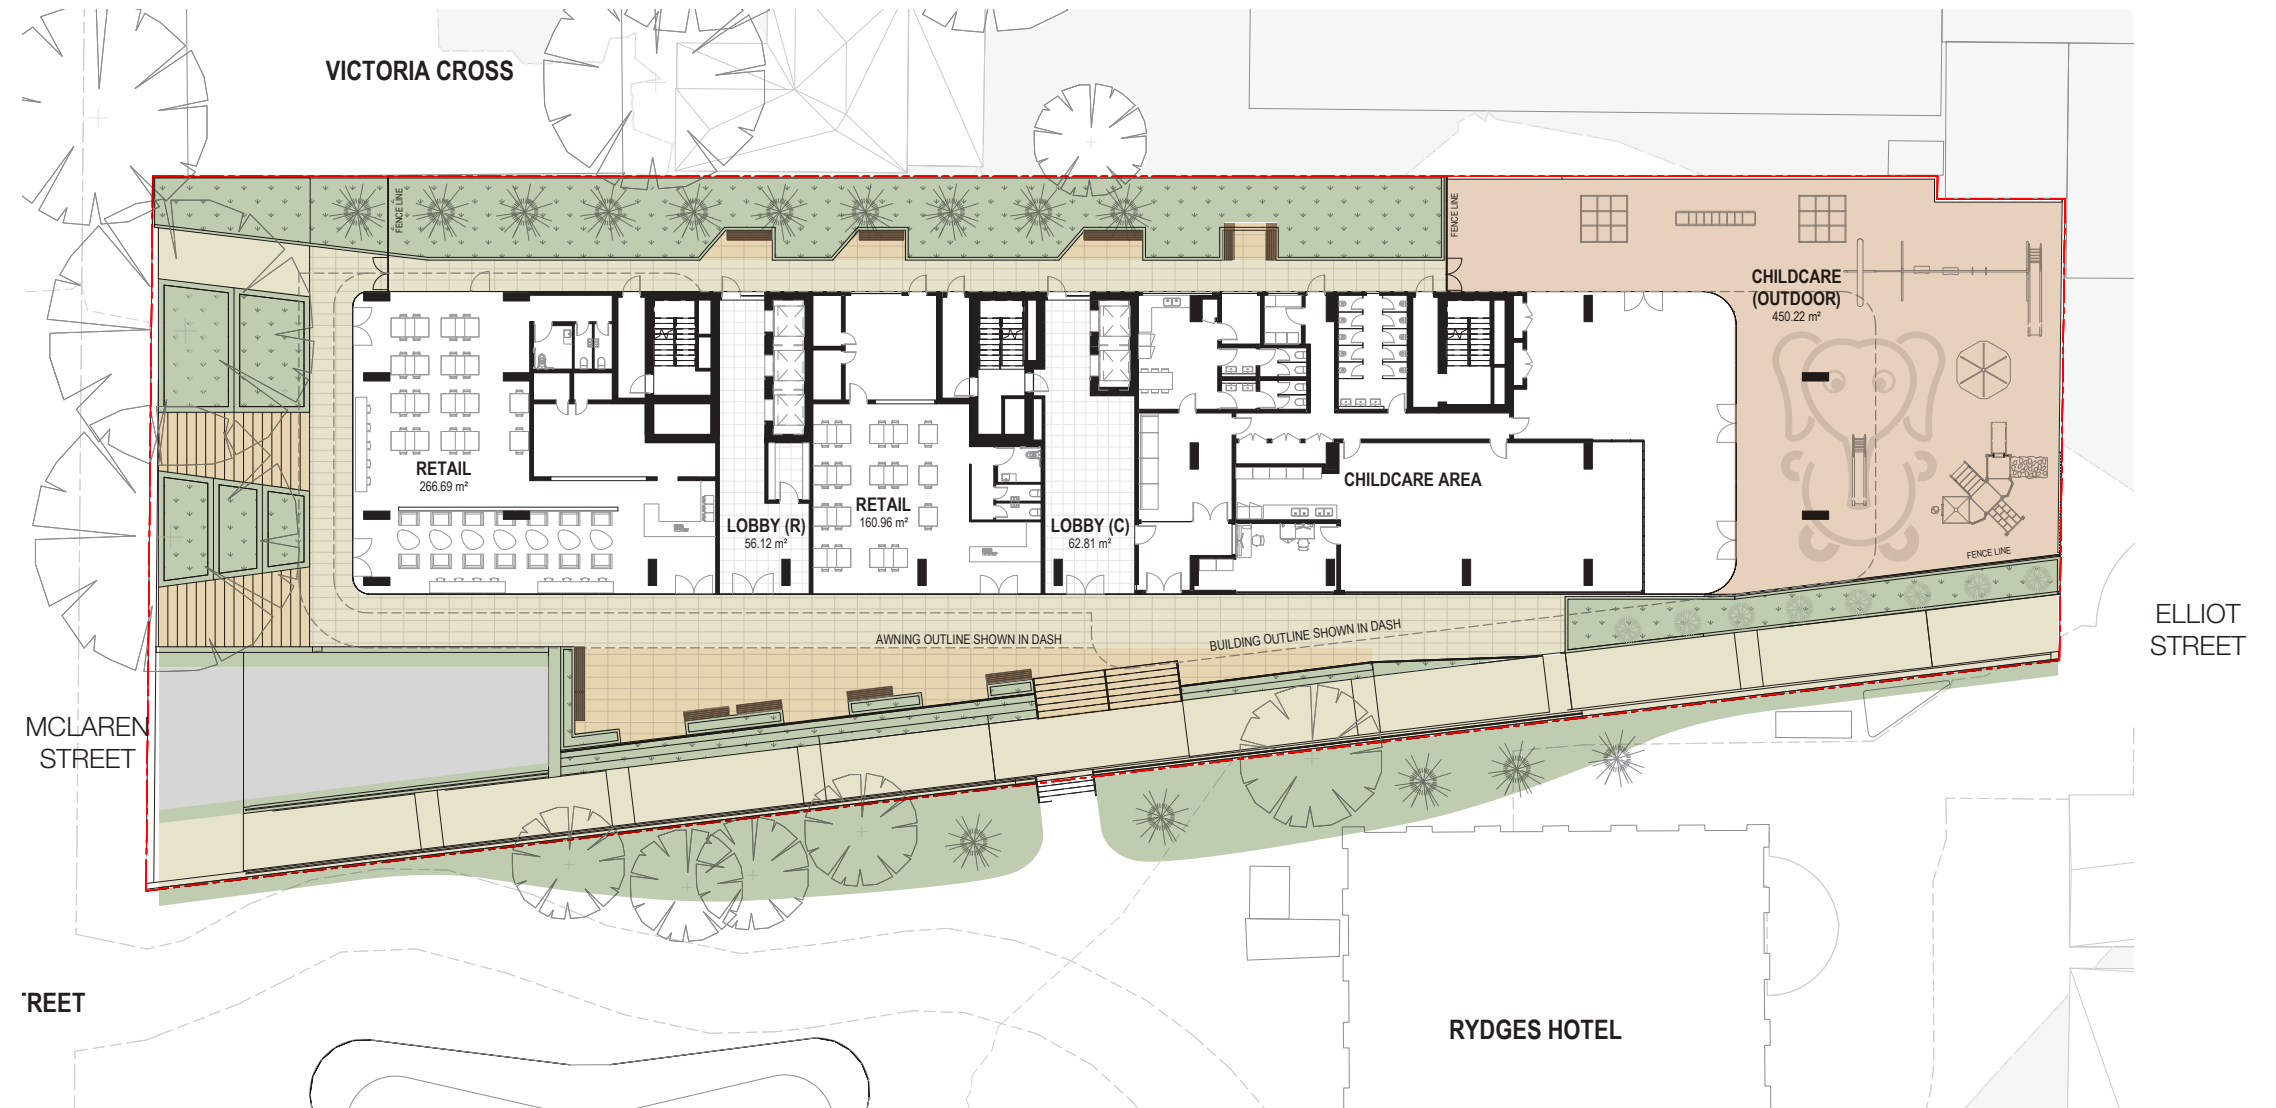 VICTORIA CROSS
FENCE LINE
FENCE LINE
CHILDCARE
(OUTDOOR)
450.22 m²
RETAIL
266.69 m²
CHILDCARE AREA
RETAIL
160.96 m²
LOBBY (R)
56.12 m²
LOBBY (C)
62.81 m²
FENCE LINE
ELLIOT
STREET
AWNING OUTLINE SHOWN IN DASH
BUILDING OUTLINE SHOWN IN DASH
MCLAREN
STREET
REET
RYDGES HOTEL